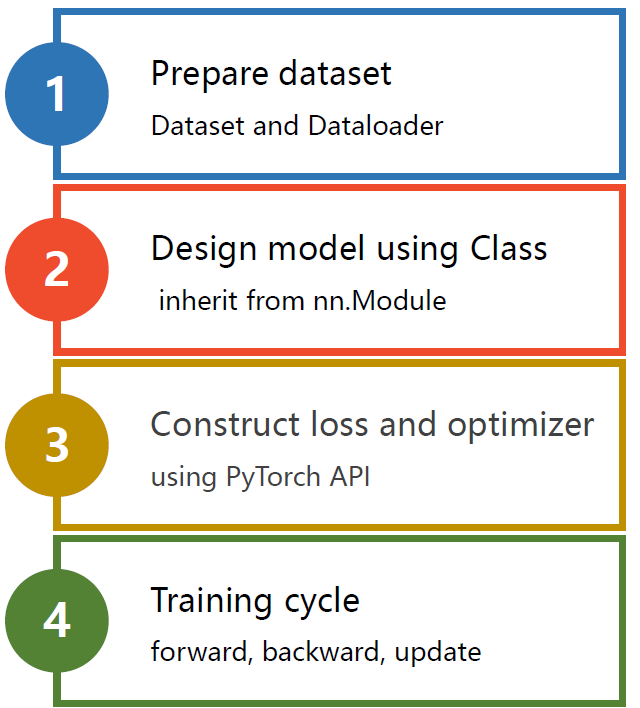 1
Prepare dataset
Dataset and Dataloader
2
Design model using Class
inherit from nn.Module
3
Construct loss and optimizer
using PyTorch API
4
Training cycle
forward, backward, update